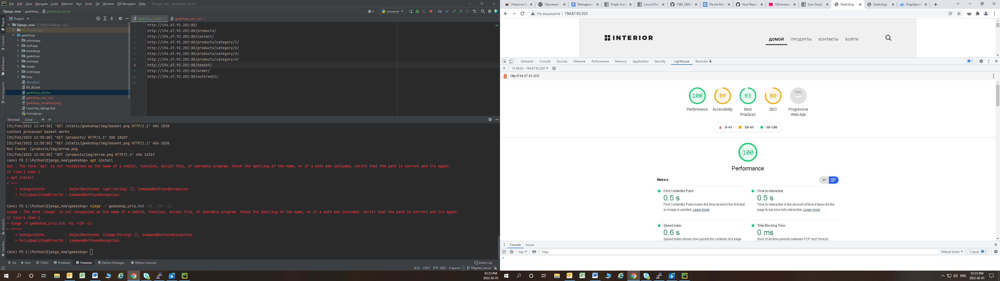 File Edit View Navigate Code Refactor Run Tools Git Window DB Navigator Help Django_new - geekshop_urls.txt
Django_new geekshop geekshop_urls.txt
runserver Git:
Project
geekshop_urls.txt
geekshop_urls_1.txt
Django_new C:\Python\Django_new
env library root
geekshop
adminapp
authapp
basketapp
geekshop
mainapp
media
ordersapp
tmp
db.sqlite3
fill_db.bat
geekshop_urls.txt
geekshop_urls_1.txt
geekshop_visualized.png
Launcher_django.bat
manage.py
Project
Commit
DB Browser
Pull Requests
Structure
Favorites
1 http://194.67.92.202:80/
2 http://194.67.92.202:80/products/
3 http://194.67.92.202:80/contact/
4 http://194.67.92.202:80/products/category/1/
5 http://194.67.92.202:80/products/category/2/
6 http://194.67.92.202:80/products/category/3/
7 http://194.67.92.202:80/products/category/4/
8 http://194.67.92.202:80/basket/
9 http://194.67.92.202:80/order/
10 http://194.67.92.202:80/auth/edit/
11
Terminal: Local
[01/Feb/2022 12:49:58] "GET /static/geekshop/img/basket.png HTTP/1.1" 404 1828
context processor basket works
[01/Feb/2022 12:50:00] "GET /products/ HTTP/1.1" 200 18607
[01/Feb/2022 12:50:00] "GET /static/geekshop/img/basket.png HTTP/1.1" 404 1828
Not Found: /products/img/arrow.png
[01/Feb/2022 12:50:00] "GET /products/img/arrow.png HTTP/1.1" 404 14317
(env) PS C:\Python\Django_new\geekshop> apt install
apt : The term 'apt' is not recognized as the name of a cmdlet, function, script file, or operable program. Check the spelling of the name, or if a path was included, verify that the path is correct and try again.
At line:1 char:1
+ apt install
+ ~~~
+ CategoryInfo : ObjectNotFound: (apt:String) [], CommandNotFoundException
+ FullyQualifiedErrorId : CommandNotFoundException
(env) PS C:\Python\Django_new\geekshop> siege -f geekshop_urls.txt -d1 -r29 -c1
siege : The term 'siege' is not recognized as the name of a cmdlet, function, script file, or operable program. Check the spelling of the name, or if a path was included, verify that the path is correct and try again.
At line:1 char:1
+ siege -f geekshop_urls.txt -d1 -r29 -c1
+ ~~~~~
+ CategoryInfo : ObjectNotFound: (siege:String) [], CommandNotFoundException
+ FullyQualifiedErrorId : CommandNotFoundException
(env) PS C:\Python\Django_new\geekshop>
Git Run TODO Problems Terminal Python Packages Python Console Event Log
8:32 CRLF UTF-16LE 4 spaces Migrate_server
01:23 PM
2022-02-01
Новости К Обучение Методичка Graph mod Locust Doc 1363_1424/ Почта Mail Your Repos Облачные User Guide Geekshop Geekshop PageSpeed
Не защищено 194.67.92.202
INTERIOR
ДОМОЙ ПРОДУКТЫ КОНТАКТЫ ВОЙТИ
Elements Console Sources Network Performance Memory Application Security Lighthouse Recorder 1
13:18:20 - 194.67.92.202
http://194.67.92.202/
100 89 93 80 PWA
Performance Accessibility Best Practices SEO Progressive Web App
0–49 50–89 90–100
100
Performance
Metrics
First Contentful Paint
0.5 s
First Contentful Paint marks the time at which the first text
or image is painted. Learn more.
Time to Interactive
0.5 s
Time to interactive is the amount of time it takes for the
page to become fully interactive. Learn more.
Speed Index
0.6 s
Speed Index shows how quickly the contents of a page
Total Blocking Time
0 ms
Sum of all time periods between FCP and Time to
Console Issues
top Filter Default levels 1 Issue: 1
ENG
01:23 PM
2022-02-01